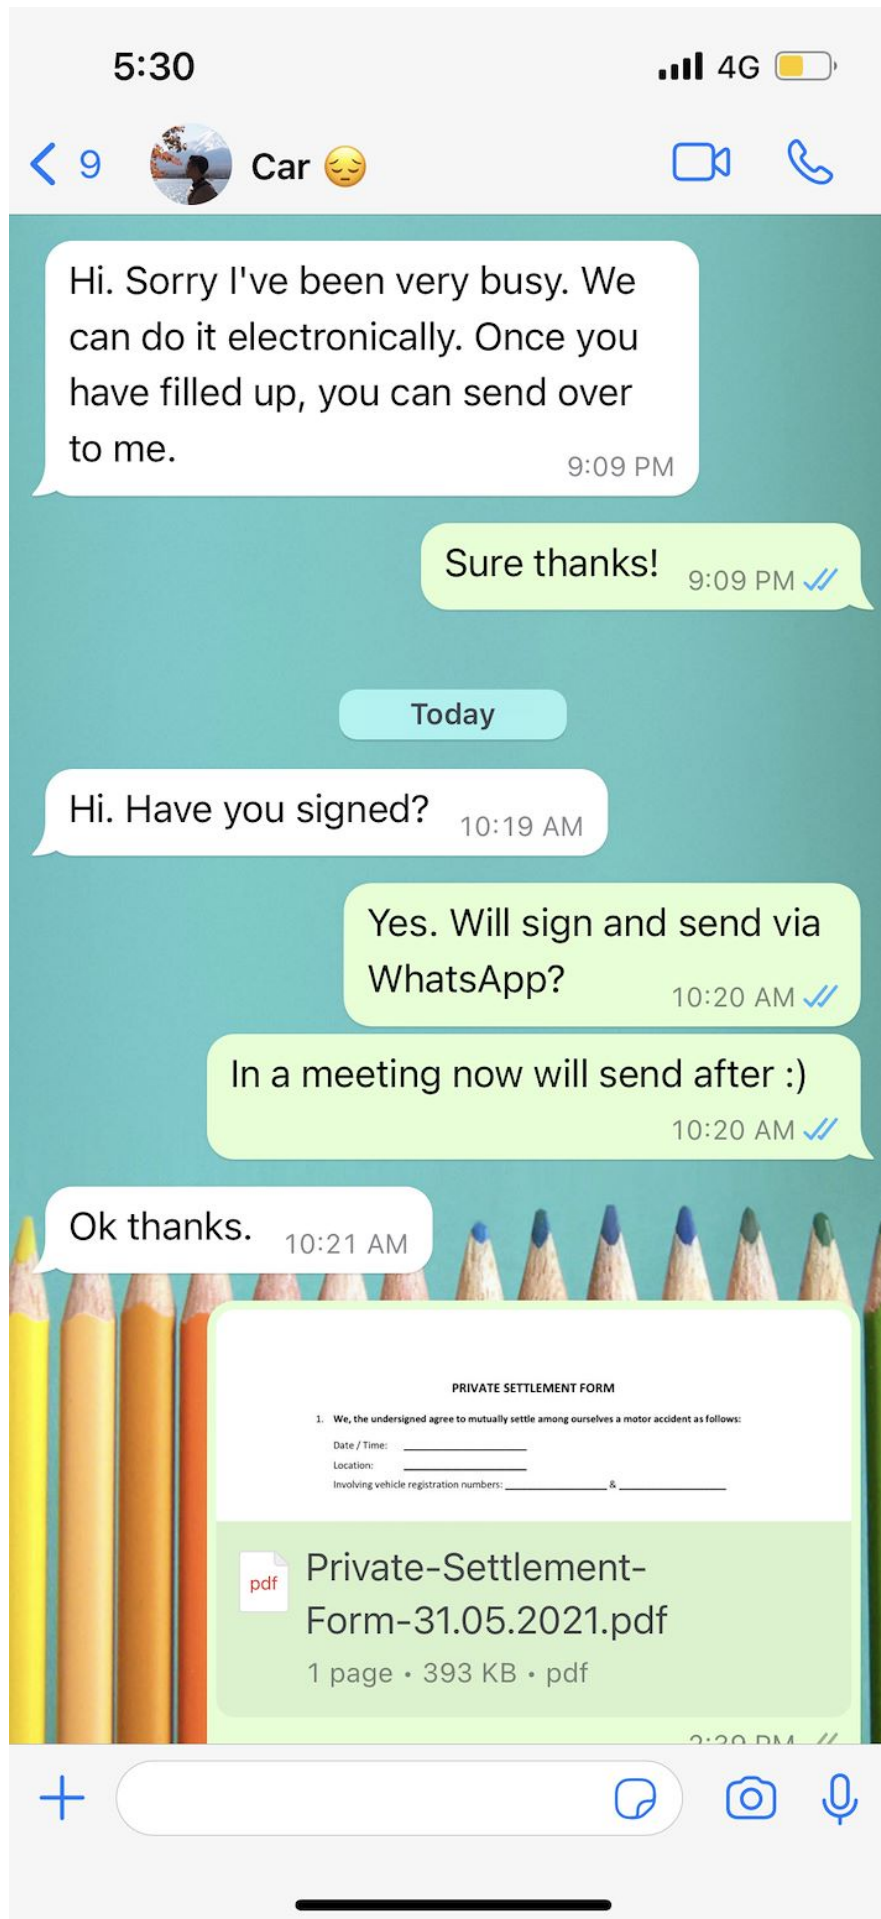 5:30
4G
9
Car 😔
Hi. Sorry I've been very busy. We
can do it electronically. Once you
have filled up, you can send over
to me.
9:09 PM
Sure thanks!
9:09 PM
Today
Hi. Have you signed?
10:19 AM
Yes. Will sign and send via
WhatsApp?
10:20 AM
In a meeting now will send after :)
10:20 AM
Ok thanks.
10:21 AM
PRIVATE SETTLEMENT FORM
1. We, the undersigned agree to mutually settle among ourselves a motor accident as follows:
Date / Time:
Location:
Involving vehicle registration numbers: & 
pdf
Private-Settlement-
Form-31.05.2021.pdf
1 page • 393 KB • pdf